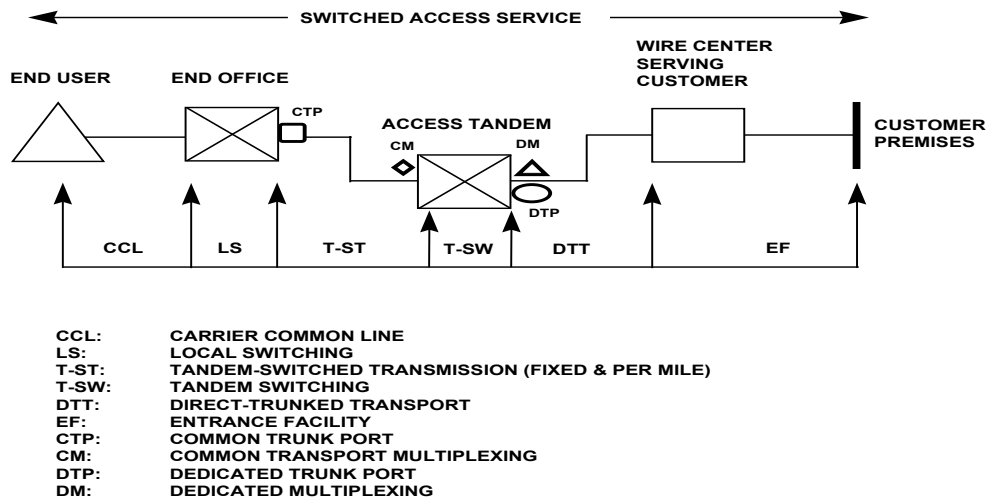 SWITCHED ACCESS SERVICE
WIRE CENTER
SERVING
CUSTOMER
END USER
END OFFICE
CTP
ACCESS TANDEM
CM
DM
CUSTOMER
PREMISES
DTP
CCL
LS
T-ST
T-SW
DTT
EF
CCL: CARRIER COMMON LINE
LS: LOCAL SWITCHING
T-ST: TANDEM-SWITCHED TRANSMISSION (FIXED & PER MILE)
T-SW: TANDEM SWITCHING
DTT: DIRECT-TRUNKED TRANSPORT
EF: ENTRANCE FACILITY
CTP: COMMON TRUNK PORT
CM: COMMON TRANSPORT MULTIPLEXING
DTP: DEDICATED TRUNK PORT
DM: DEDICATED MULTIPLEXING